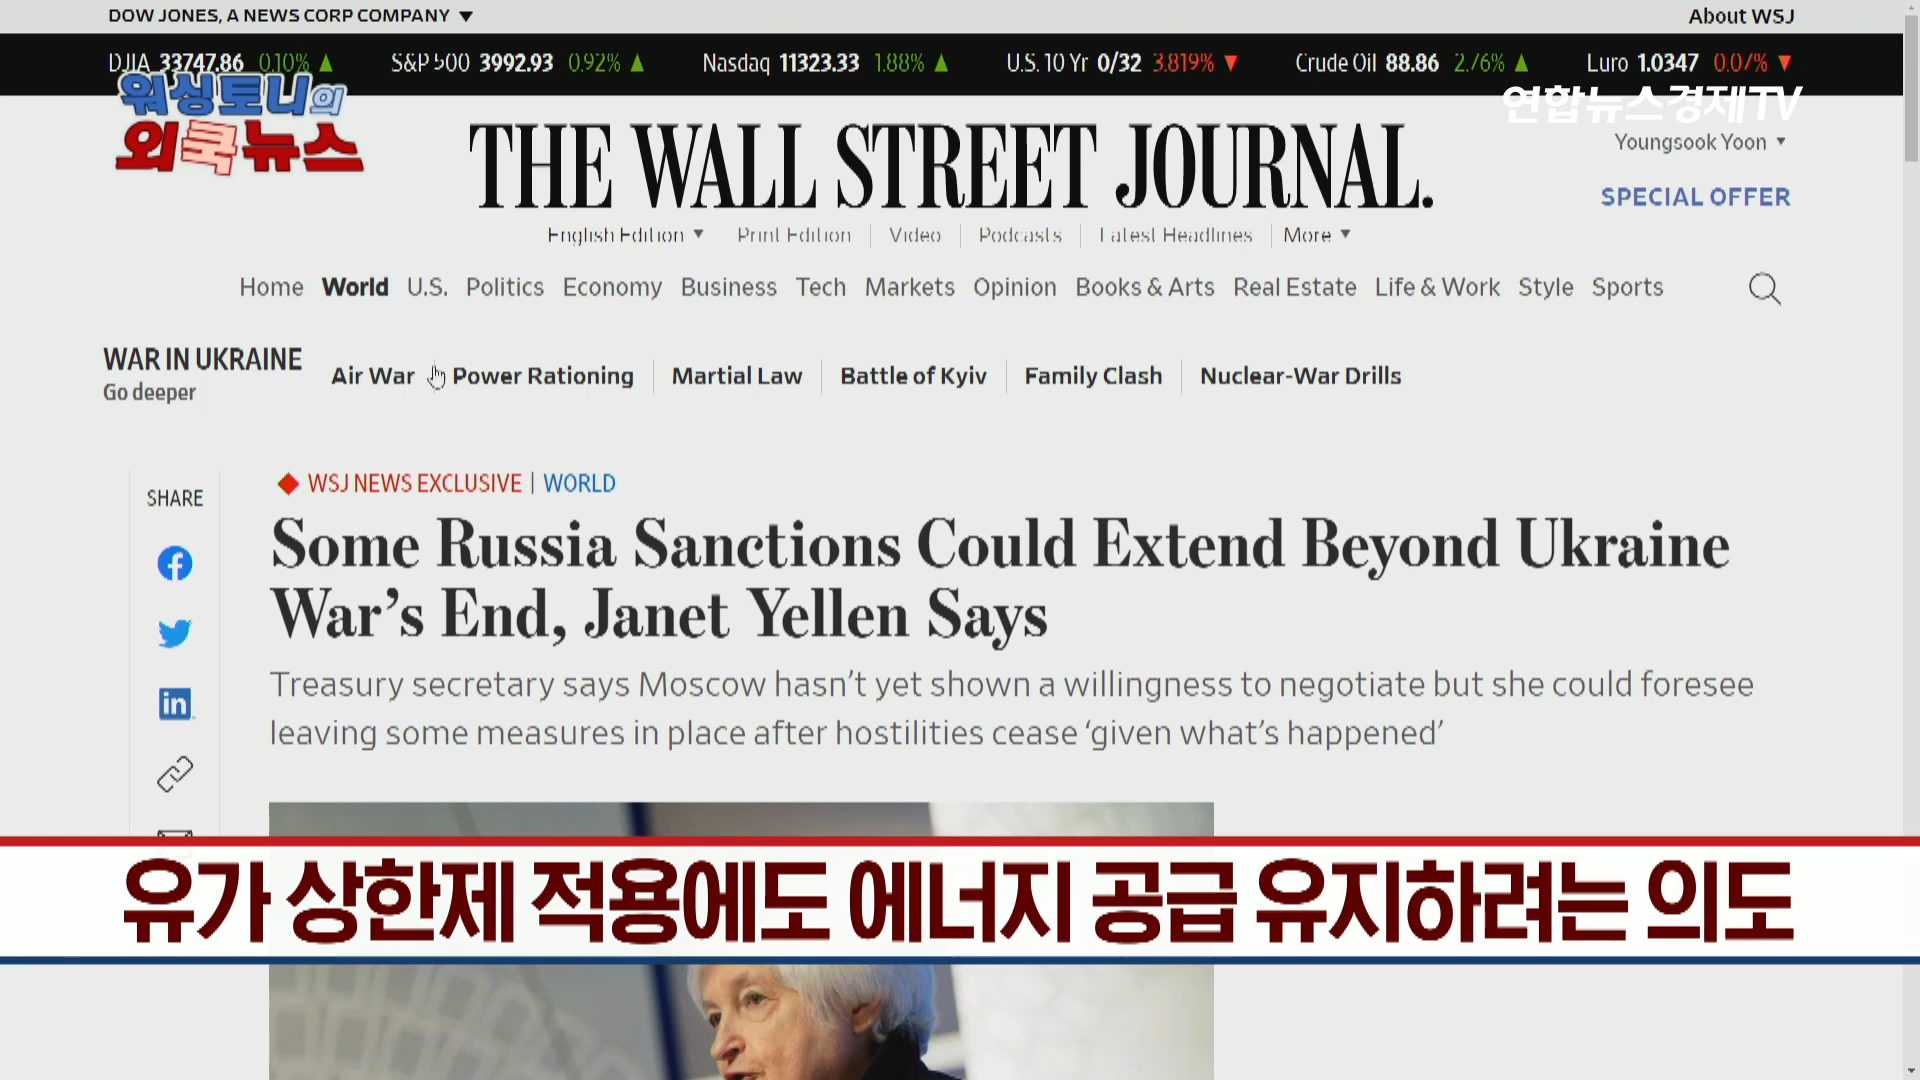 DOW JONES, A NEWS CORP COMPANY ▼
About WSJ
DJIA 33747.86 0.10% ▲ S&P 500 3992.93 0.92% ▲ Nasdaq 11323.33 1.88% ▲ U.S. 10 Yr 0/32 3.819% ▼ Crude Oil 88.86 2.76% ▲ Euro 1.0347 0.07% ▼
워싱토니의
외쿡뉴스
연합뉴스경제TV
THE WALL STREET JOURNAL.
Youngsook Yoon ▼
SPECIAL OFFER
English Edition ▼ Print Edition Video Podcasts Latest Headlines More ▼
Home World U.S. Politics Economy Business Tech Markets Opinion Books & Arts Real Estate Life & Work Style Sports
WAR IN UKRAINE
Go deeper
Air War Power Rationing Martial Law Battle of Kyiv Family Clash Nuclear-War Drills
SHARE
WSJ NEWS EXCLUSIVE | WORLD
Some Russia Sanctions Could Extend Beyond Ukraine
War’s End, Janet Yellen Says
Treasury secretary says Moscow hasn’t yet shown a willingness to negotiate but she could foresee
leaving some measures in place after hostilities cease ‘given what’s happened’
유가 상한제 적용에도 에너지 공급 유지하려는 의도